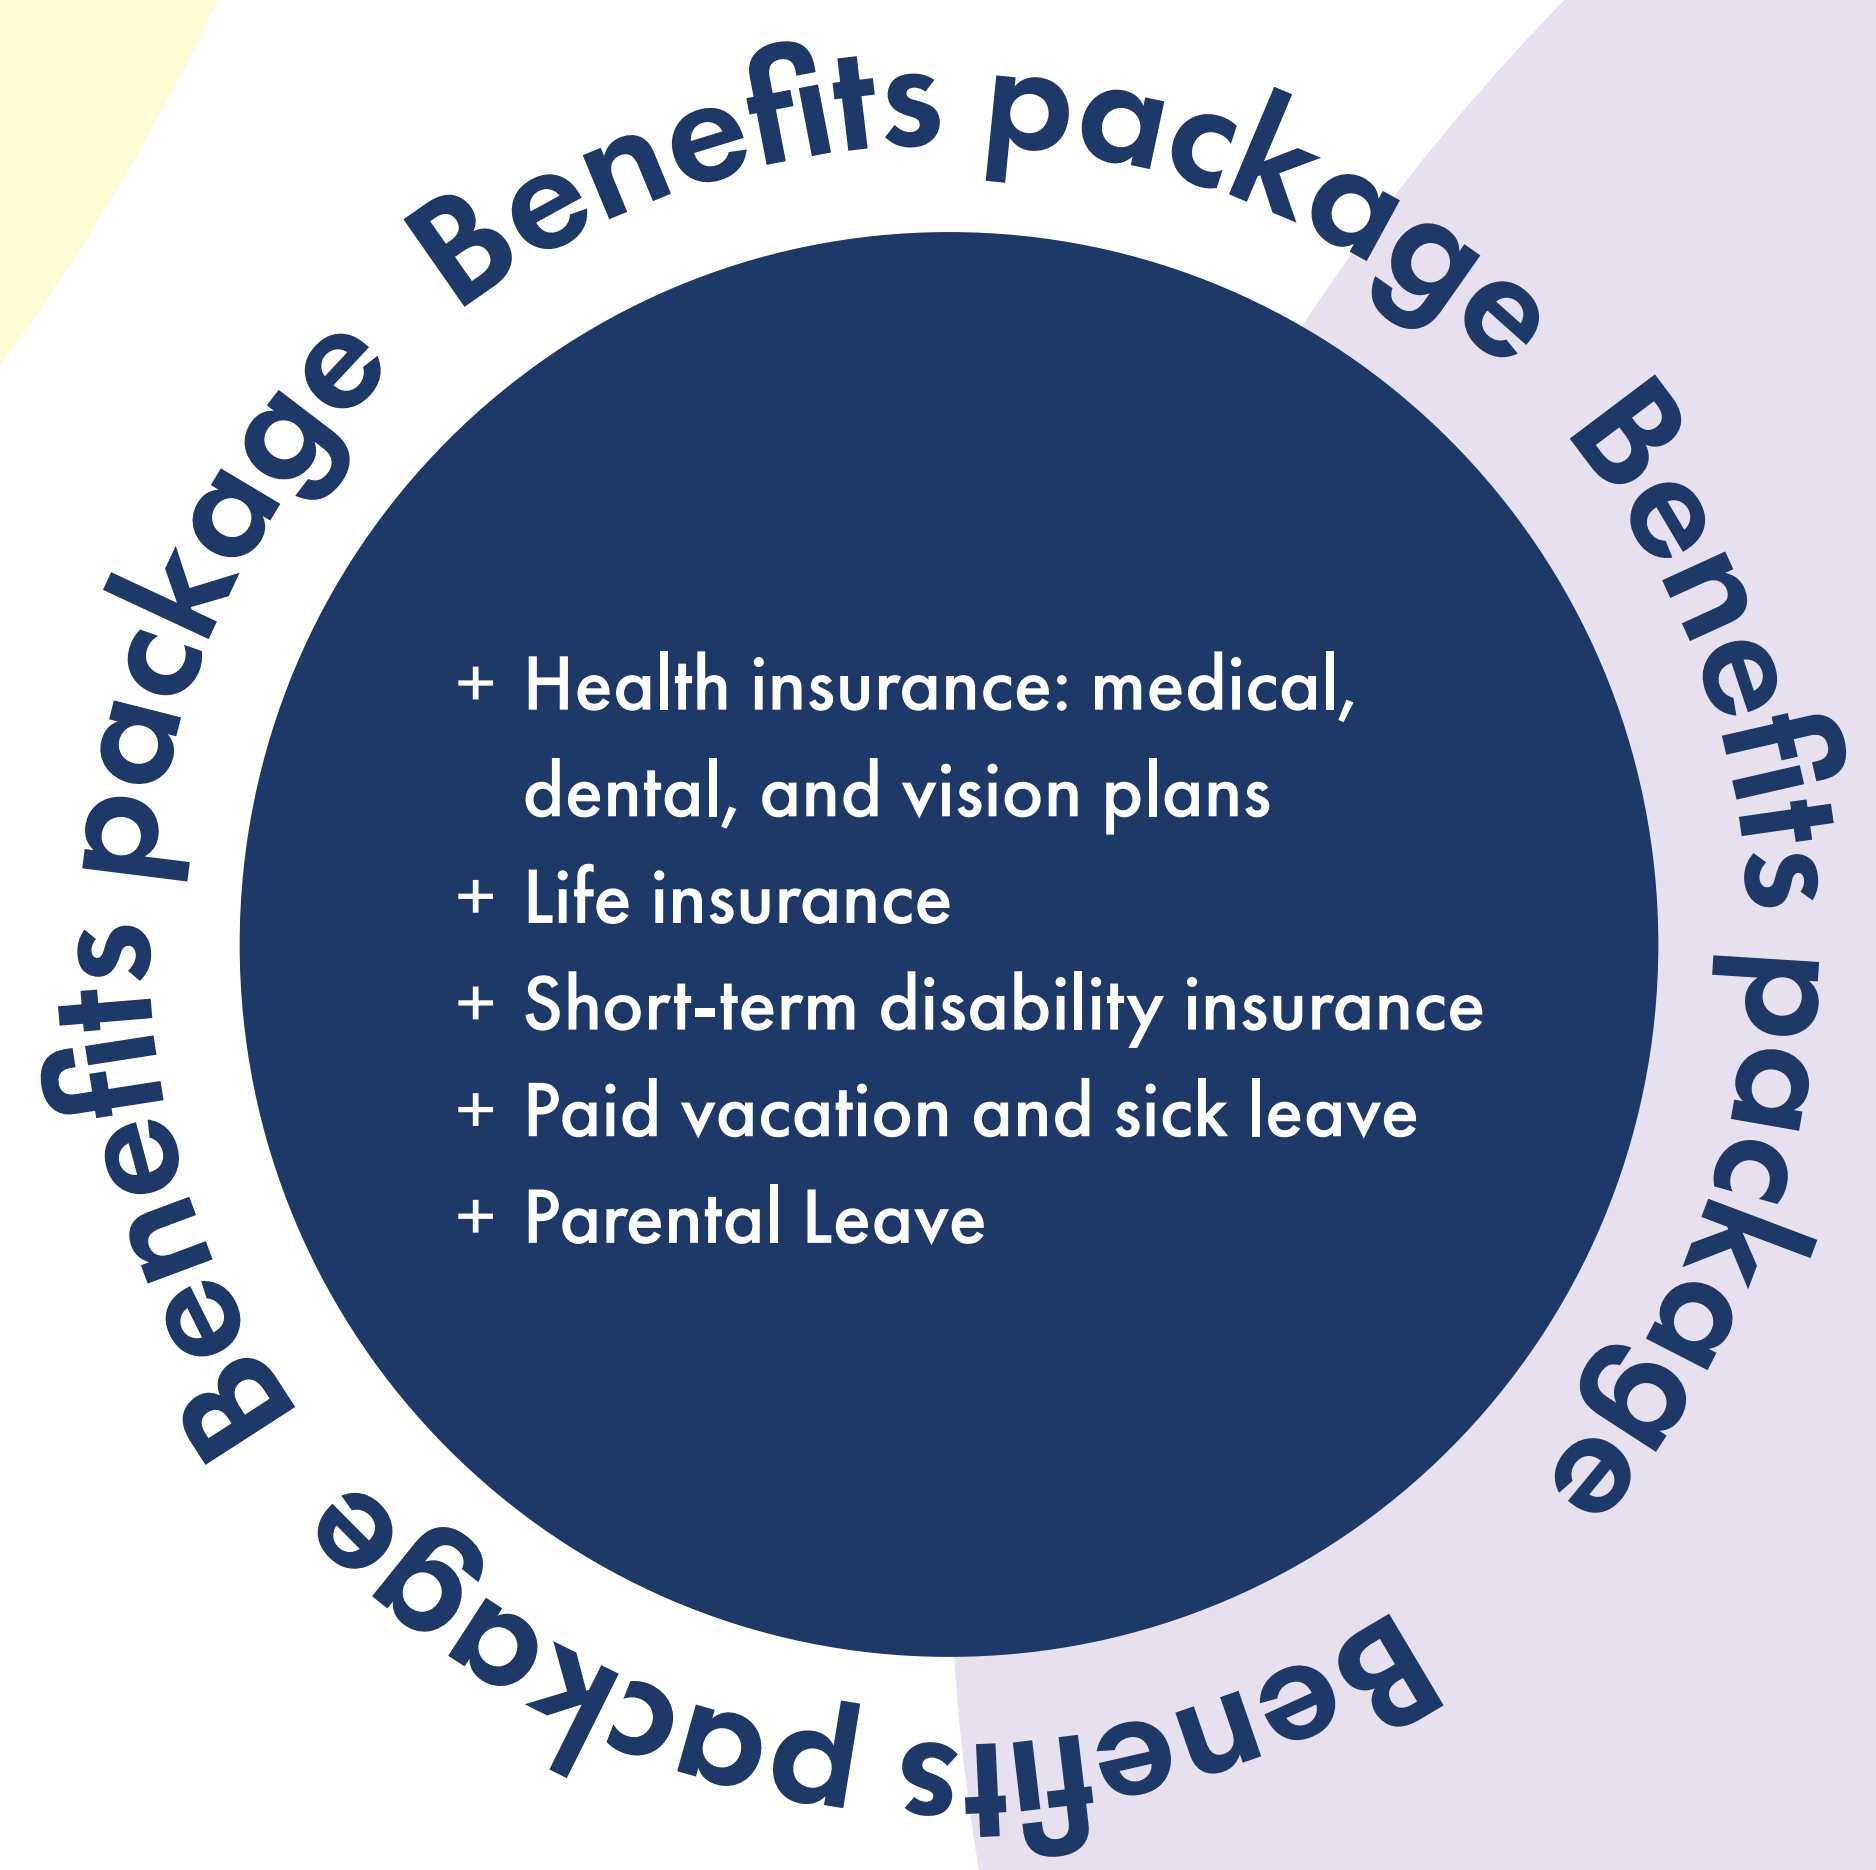 Benefits package Benefits package Benefits package Benefits package
+ Health insurance: medical,
dental, and vision plans
+ Life insurance
+ Short-term disability insurance
+ Paid vacation and sick leave
+ Parental Leave